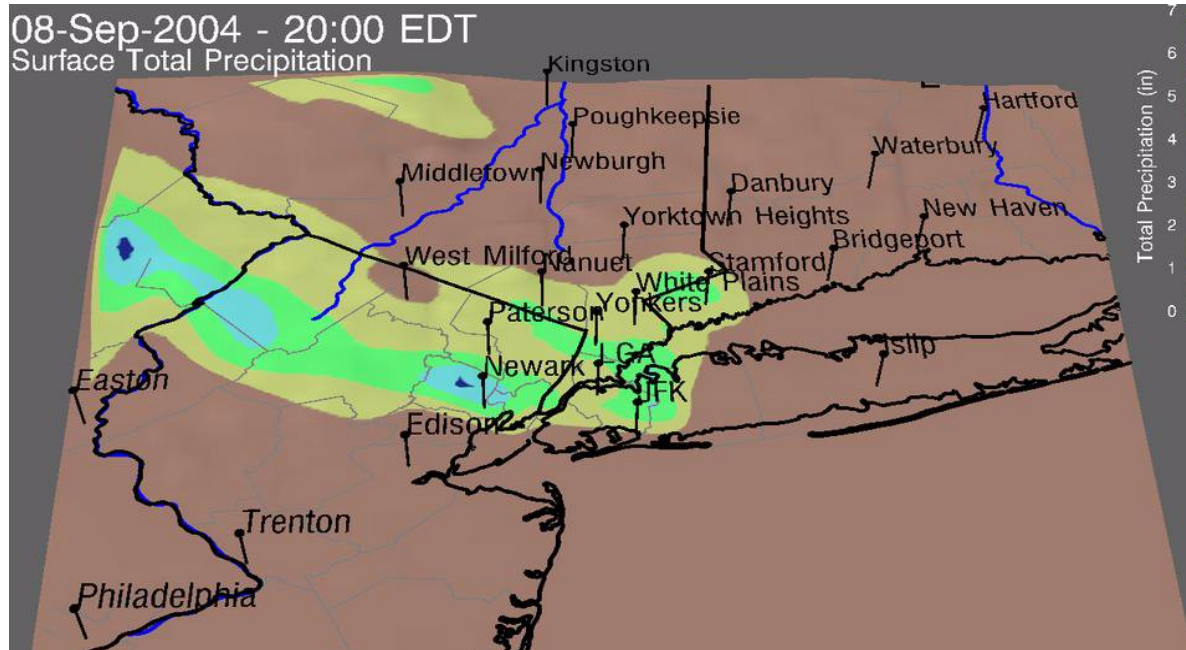 08-Sep-2004 - 20:00 EDT
Surface Total Precipitation
7
6
5
4
3
2
1
0
Total Precipitation (in)
Kingston
Hartford
Poughkeepsie
Waterbury
Middletown
Newburgh
Danbury
Yorktown Heights
New Haven
Bridgeport
West Milford
Nanuet
Stamford
White Plains
Paterson
Yonkers
LGA
Islip
Newark
Easton
JFK
Edison
Trenton
Philadelphia